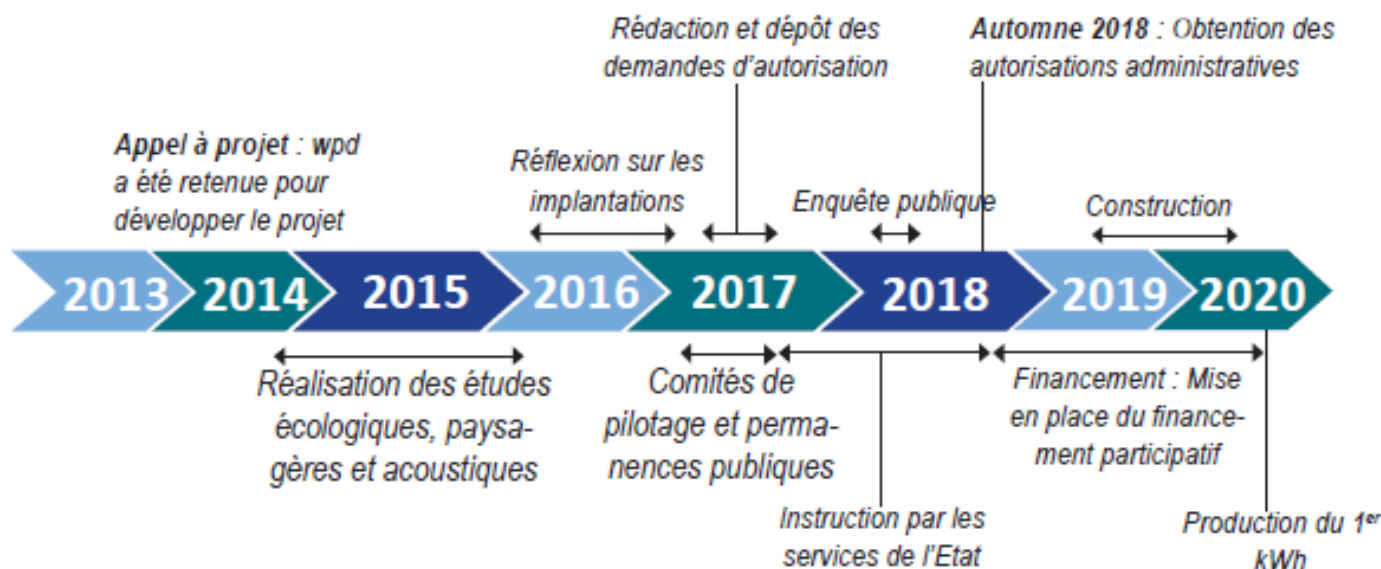 Rédaction et dépôt des
demandes d'autorisation
Automne 2018 : Obtention des
autorisations administratives
Appel à projet : wpd
a été retenue pour
développer le projet
Réflexion sur les
implantations
Enquête publique
Construction
2013
2014
2015
2016
2017
2018
2019
2020
Réalisation des études
écologiques, paysa-
gères et acoustiques
Comités de
pilotage et perma-
nences publiques
Financement : Mise
en place du finance-
ment participatif
Instruction par les
services de l'Etat
Production du 1er
kWh